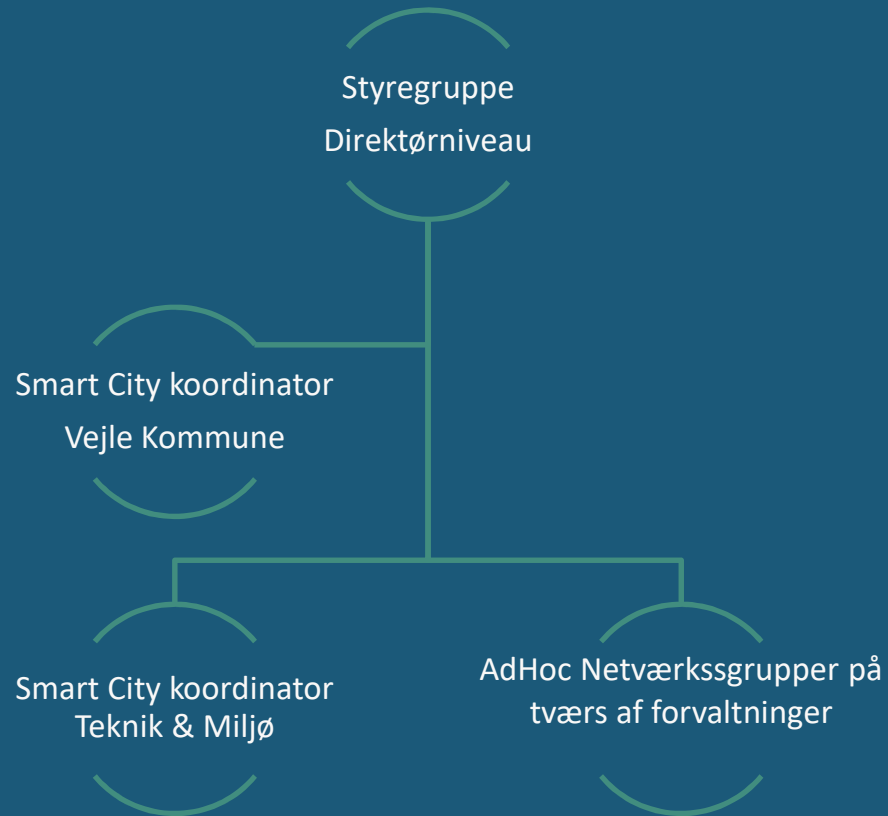 Styregruppe
Direktørniveau
Smart City koordinator
Vejle Kommune
Smart City koordinator
Teknik & Miljø
AdHoc Netværkssgrupper på
tværs af forvaltninger